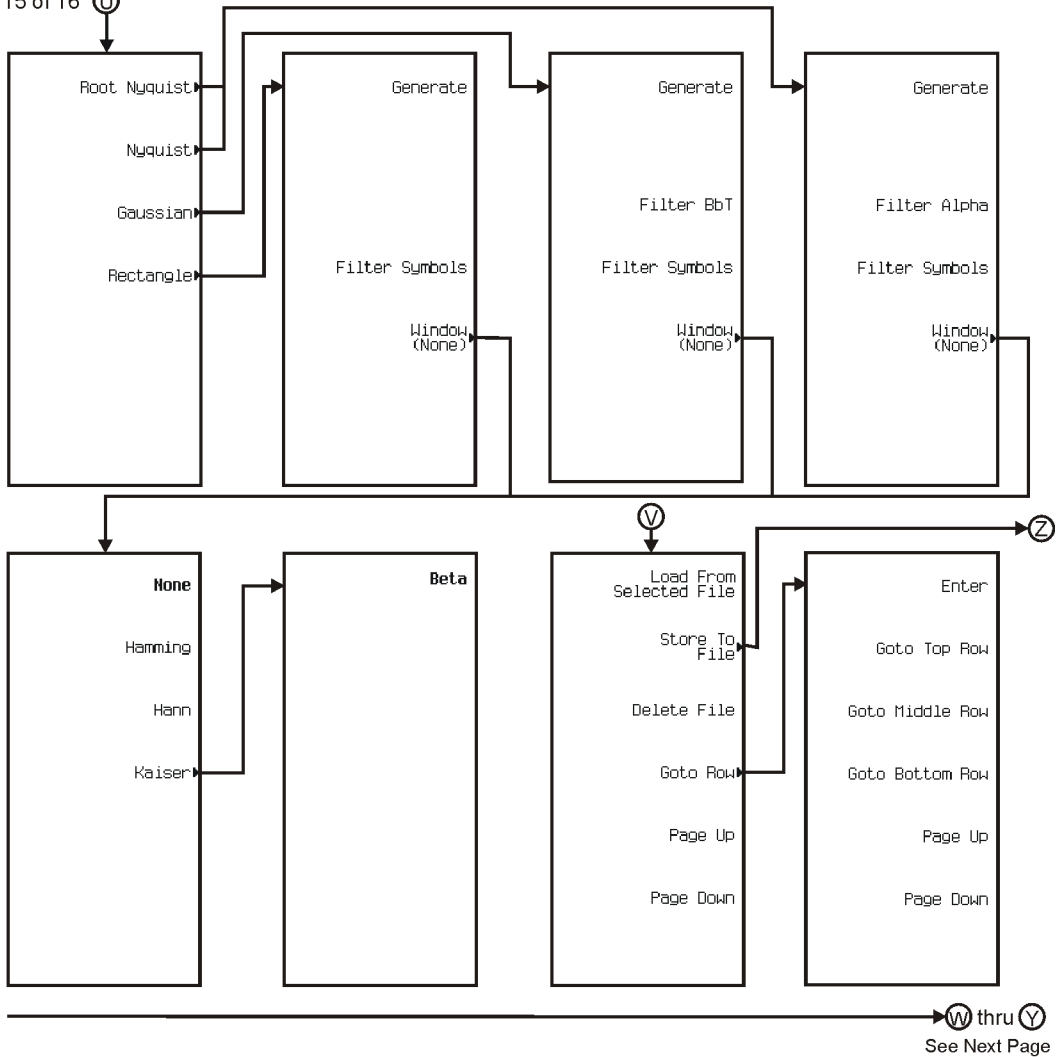 15 of 16 U
Root Nyquist
Nyquist
Gaussian
Rectangle
Generate
Filter Symbols
Window
(None)
Generate
Filter BbT
Filter Symbols
Window
(None)
Generate
Filter Alpha
Filter Symbols
Window
(None)
None
Hamming
Hann
Kaiser
Beta
V
Load From
Selected File
Store To
File
Delete File
Goto Row
Page Up
Page Down
Z
Enter
Goto Top Row
Goto Middle Row
Goto Bottom Row
Page Up
Page Down
W thru Y
See Next Page